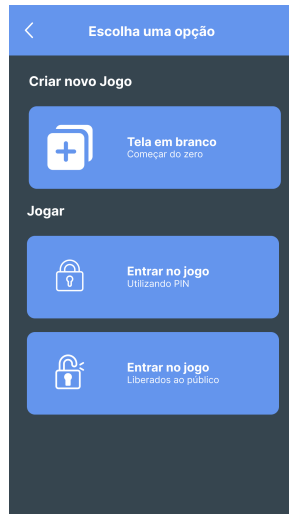 Escolha uma opção
Criar novo Jogo
Tela em branco
Começar do zero
Jogar
Entrar no jogo
Utilizando PIN
Entrar no jogo
Liberados ao público